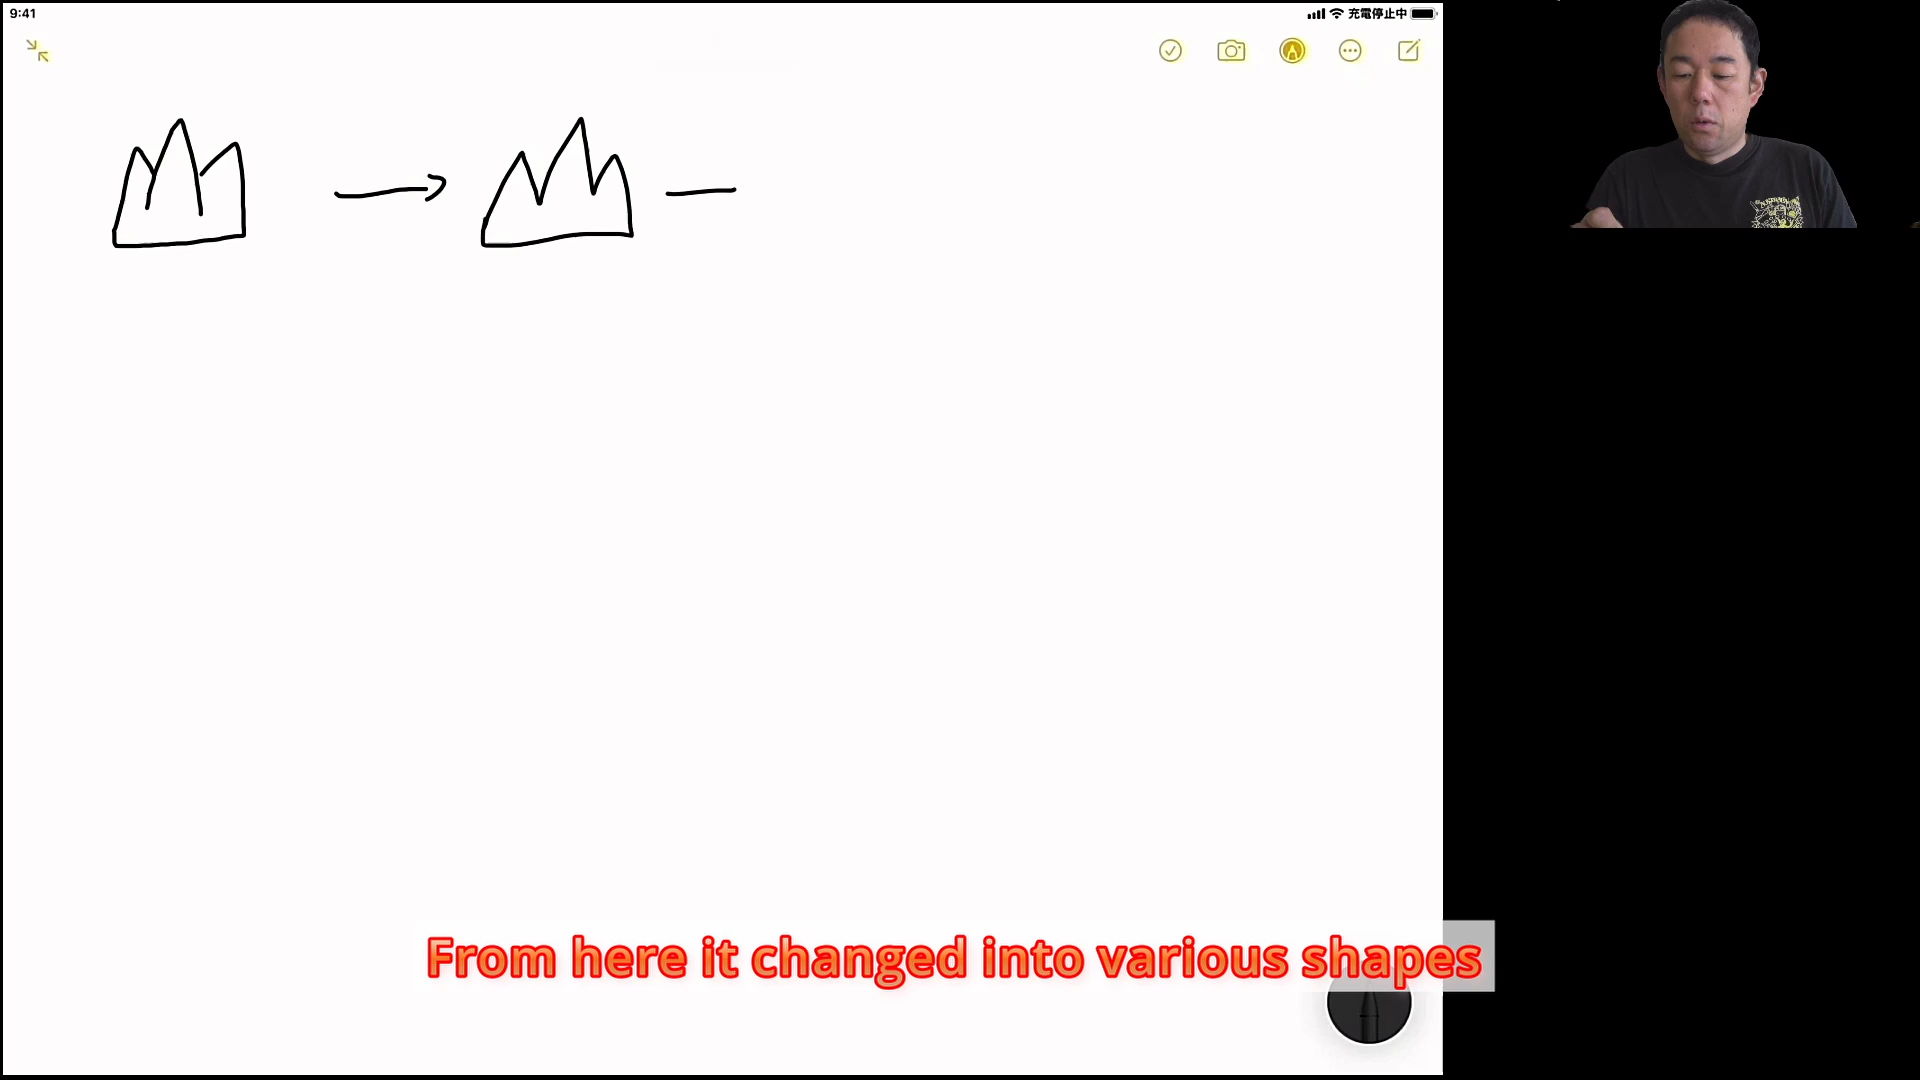 9:41
充電停止中
From here it changed into various shapes